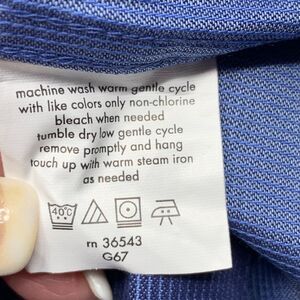 machine wash warm gentle cycle
with like colors only non-chlorine
bleach when needed
tumble dry low gentle cycle
remove promptly and hang
touch up with warm steam iron
as needed
40°C
rn 36543
G67